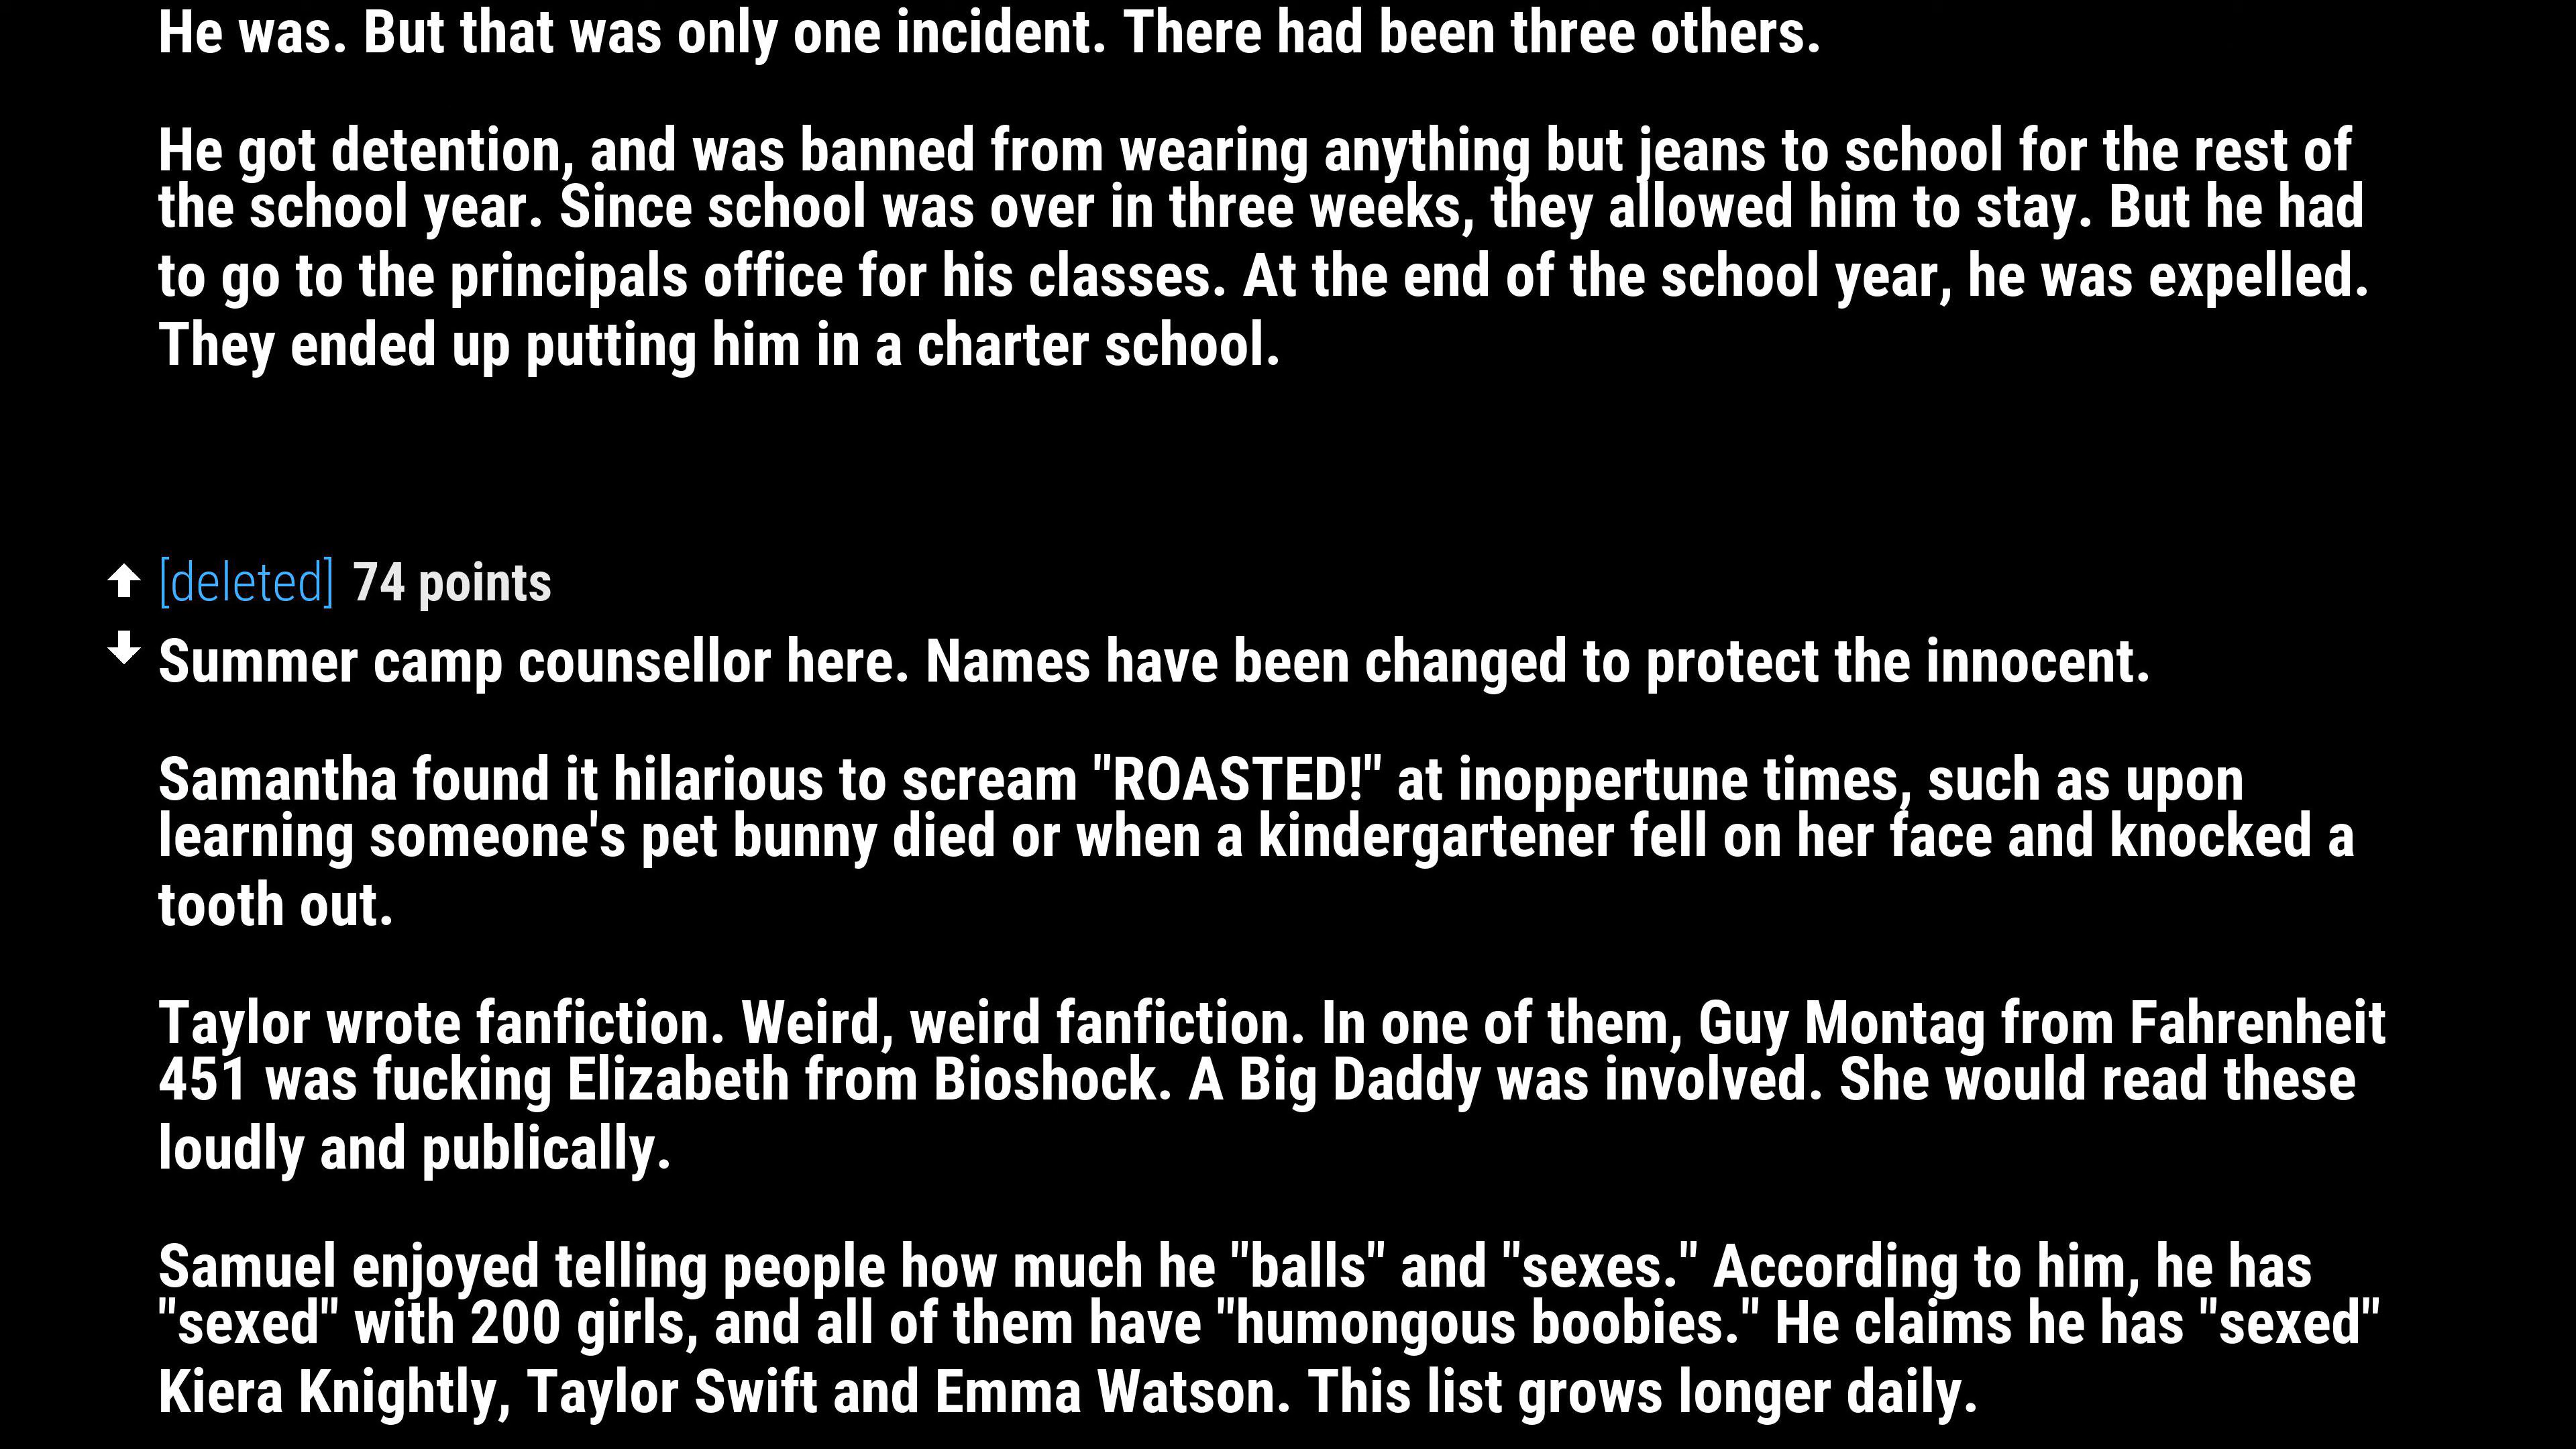 He was. But that was only one incident. There had been three others.
He got detention, and was banned from wearing anything but jeans to school for the rest of
the school year. Since school was over in three weeks, they allowed him to stay. But he had
to go to the principals office for his classes. At the end of the school year, he was expelled.
They ended up putting him in a charter school.
[deleted] 74 points
Summer camp counsellor here. Names have been changed to protect the innocent.
Samantha found it hilarious to scream "ROASTED!" at inoppertune times, such as upon
learning someone's pet bunny died or when a kindergartener fell on her face and knocked a
tooth out.
Taylor wrote fanfiction. Weird, weird fanfiction. In one of them, Guy Montag from Fahrenheit
451 was fucking Elizabeth from Bioshock. A Big Daddy was involved. She would read these
loudly and publically.
Samuel enjoyed telling people how much he "balls" and "sexes." According to him, he has
"sexed" with 200 girls, and all of them have "humongous boobies." He claims he has "sexed"
Kiera Knightly, Taylor Swift and Emma Watson. This list grows longer daily.